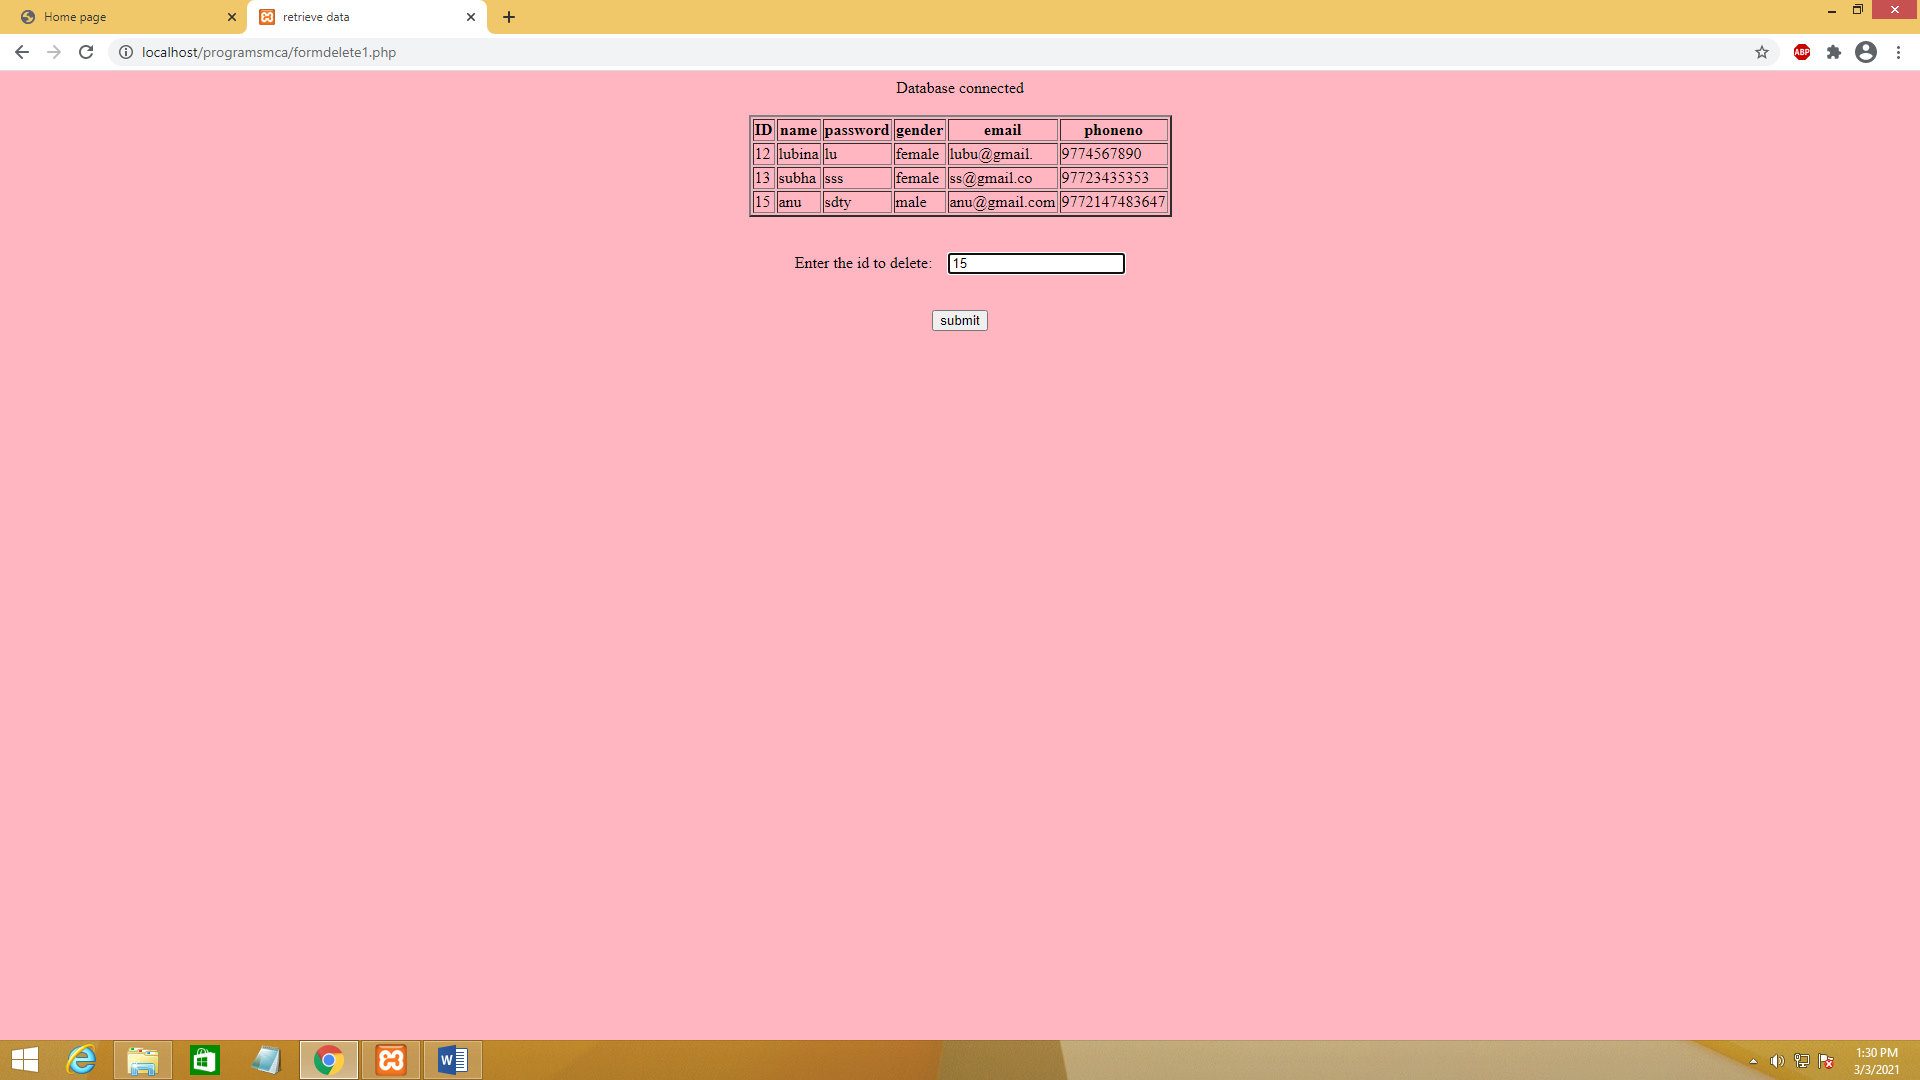 Home page
retrieve data
localhost/programsmca/formdelete1.php
ABP
Database connected
ID name password gender email phoneno
12 lubina lu female lubu@gmail. 9774567890
13 subha sss female ss@gmail.co 97723435353
15 anu sdty male anu@gmail.com 9772147483647
Enter the id to delete: 15
submit
1:30 PM
3/3/2021